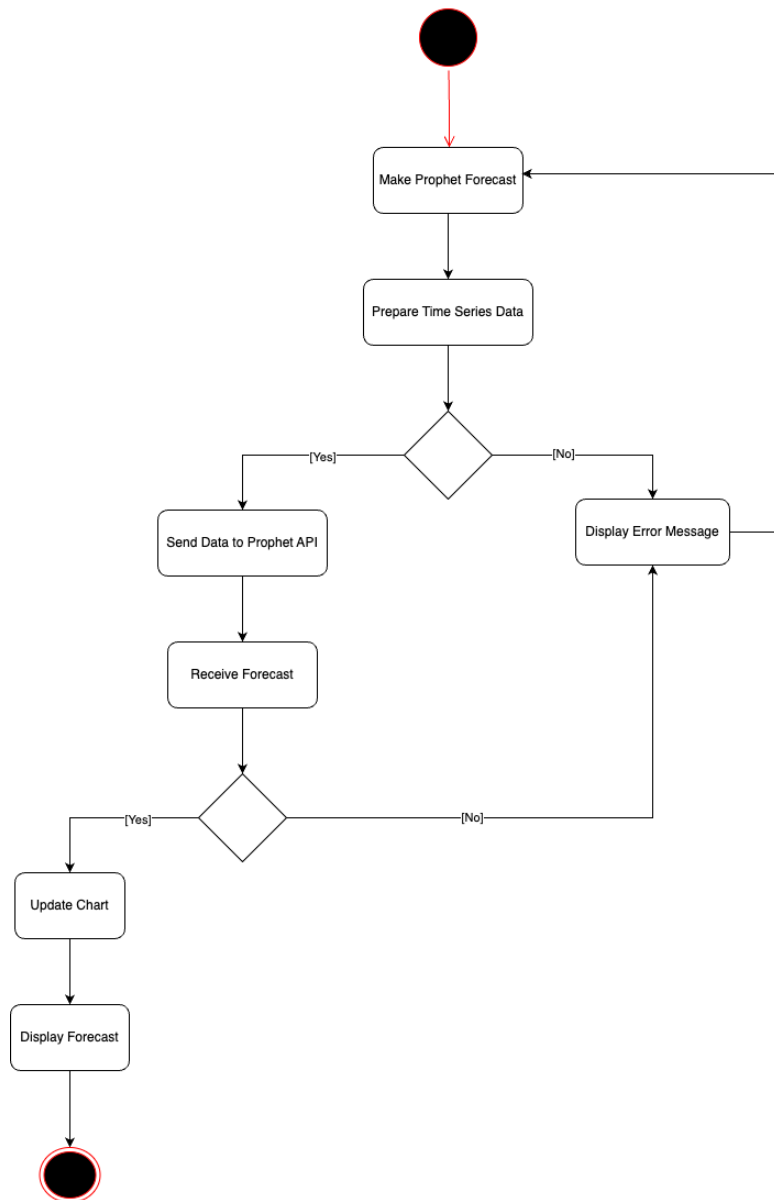 Make Prophet Forecast
Prepare Time Series Data
[Yes]
[No]
Send Data to Prophet API
Display Error Message
Receive Forecast
[Yes]
[No]
Update Chart
Display Forecast